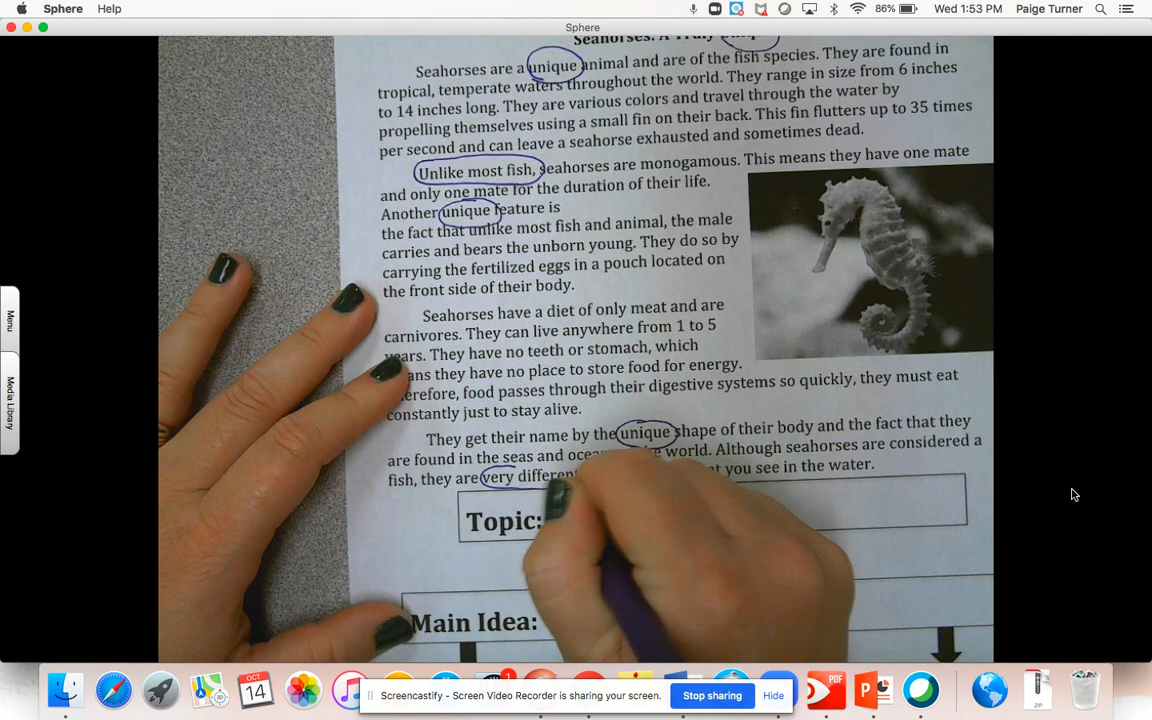 Sphere Help
86% Wed 1:53 PM Paige Turner
Sphere
Seahorses: A Truly
Seahorses are a unique animal and are of the fish species. They are found in
tropical, temperate waters throughout the world. They range in size from 6 inches
to 14 inches long. They are various colors and travel through the water by
propelling themselves using a small fin on their back. This fin flutters up to 35 times
per second and can leave a seahorse exhausted and sometimes dead.
Unlike most fish, seahorses are monogamous. This means they have one mate
and only one mate for the duration of their life.
Another unique feature is
the fact that unlike most fish and animal, the male
carries and bears the unborn young. They do so by
carrying the fertilized eggs in a pouch located on
the front side of their body.
Seahorses have a diet of only meat and are
carnivores. They can live anywhere from 1 to 5
years. They have no teeth or stomach, which
ans they have no place to store food for energy.
erefore, food passes through their digestive systems so quickly, they must eat
constantly just to stay alive.
They get their name by the unique shape of their body and the fact that they
are found in the seas and world. Although seahorses are considered a
fish, they are very different you see in the water.
Topic:
Main Idea:
Menu
Media Library
OCT
14
1
PDF
P
ZIP
Screencastify - Screen Video Recorder is sharing your screen. Stop sharing Hide